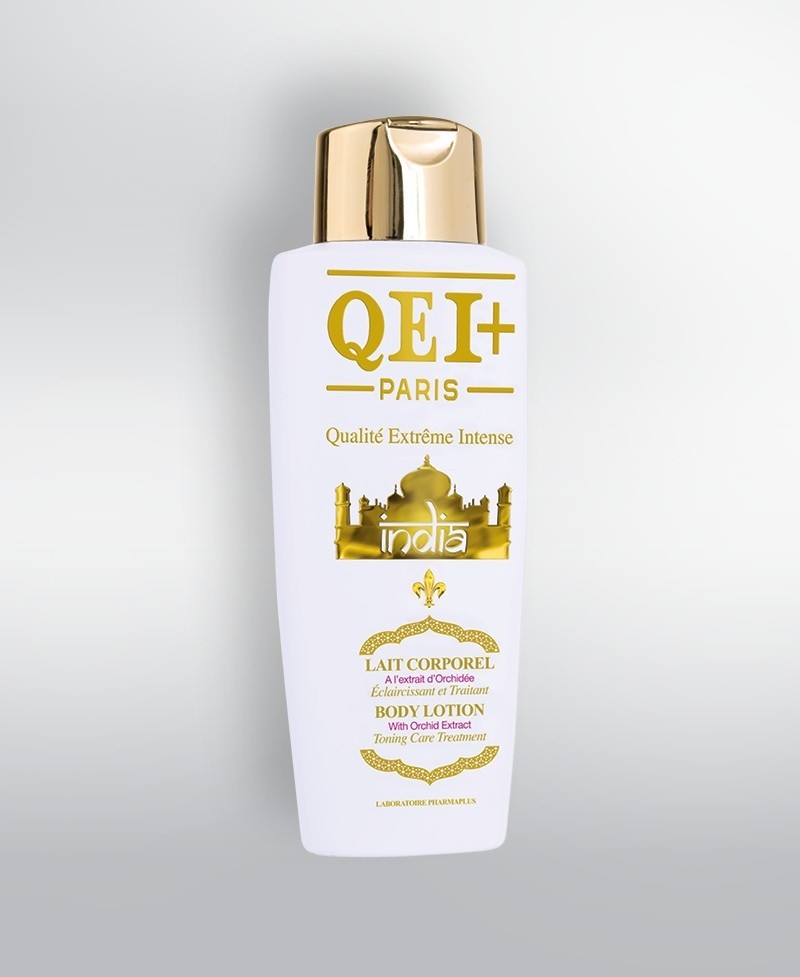 QEI+
PARIS
Qualité Extrême Intense
india
LAIT CORPOREL
A l'extrait d'Orchidée
Éclaircissant et Traitant
BODY LOTION
With Orchid Extract
Toning Care Treatment
LABORATOIRE PHARMAPLUS